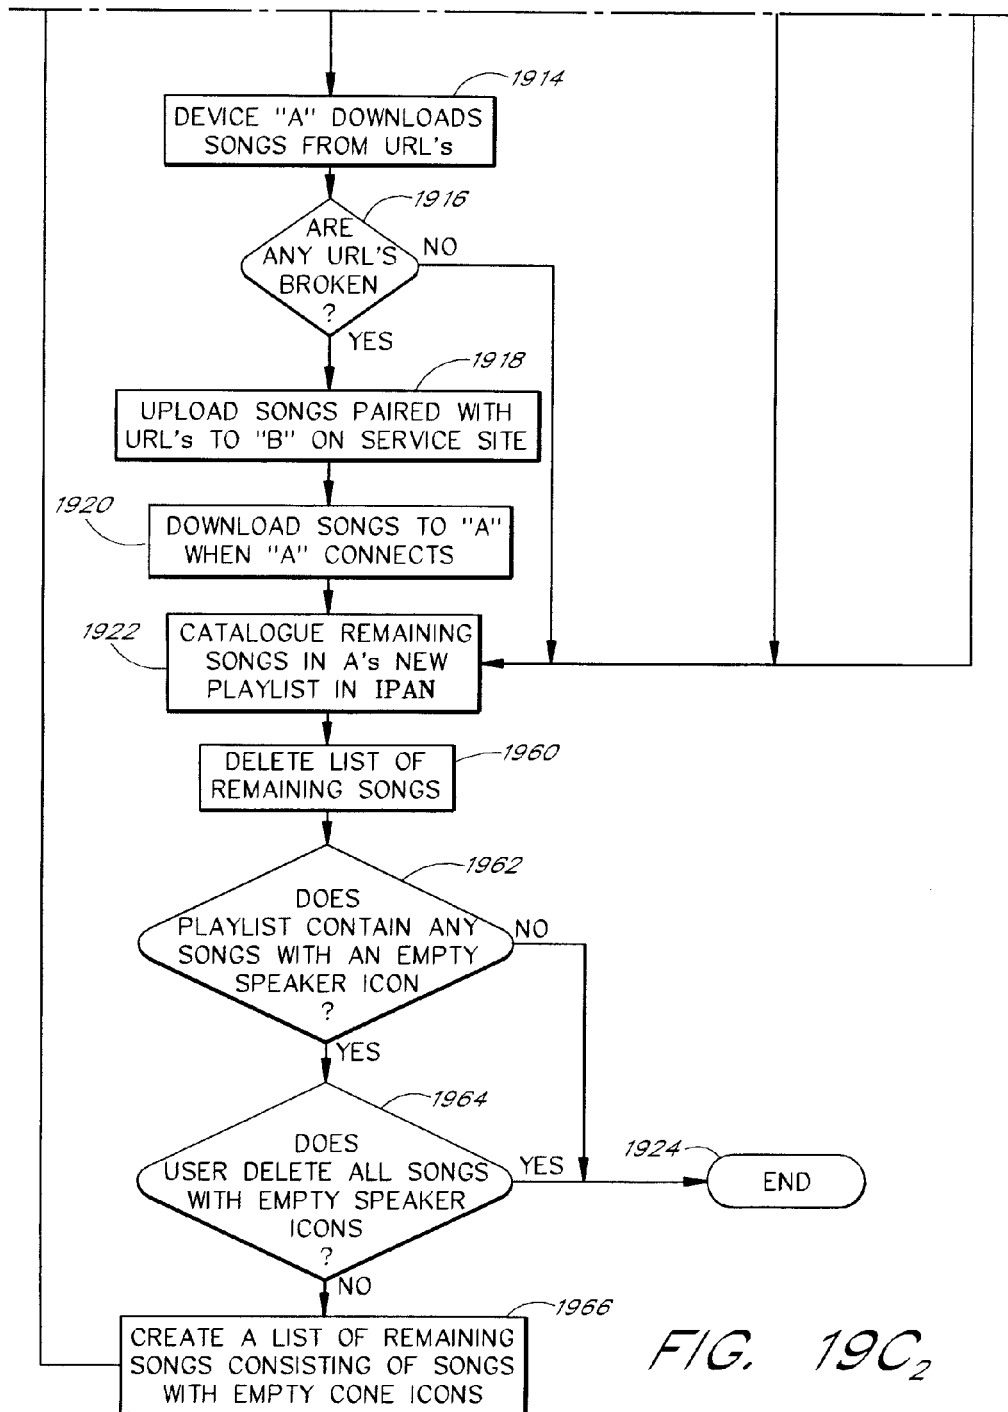 1914
DEVICE "A" DOWNLOADS
SONGS FROM URL's
1916
ARE
ANY URL'S
BROKEN
?
NO
YES
1918
UPLOAD SONGS PAIRED WITH
URL's TO "B" ON SERVICE SITE
1920
DOWNLOAD SONGS TO "A"
WHEN "A" CONNECTS
1922
CATALOGUE REMAINING
SONGS IN A's NEW
PLAYLIST IN IPAN
1960
DELETE LIST OF
REMAINING SONGS
1962
DOES
PLAYLIST CONTAIN ANY
SONGS WITH AN EMPTY
SPEAKER ICON
?
NO
YES
1964
DOES
USER DELETE ALL SONGS
WITH EMPTY SPEAKER
ICONS
?
YES
1924
END
NO
1966
CREATE A LIST OF REMAINING
SONGS CONSISTING OF SONGS
WITH EMPTY CONE ICONS
FIG. 19C₂